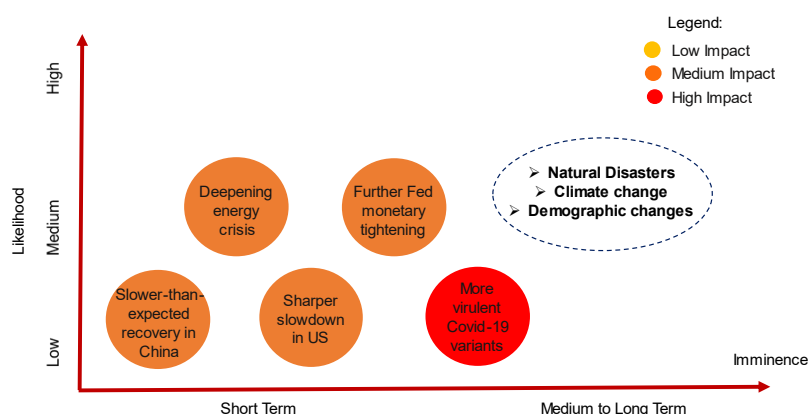 Legend:
Low Impact
Medium Impact
High Impact
High
Medium
Low
Likelihood
Deepening
energy
crisis
Further Fed
monetary
tightening
➢ Natural Disasters
➢ Climate change
➢ Demographic changes
Slower-than-
expected
recovery in
China
Sharper
slowdown
in US
More
virulent
Covid-19
variants
Imminence
Short Term
Medium to Long Term